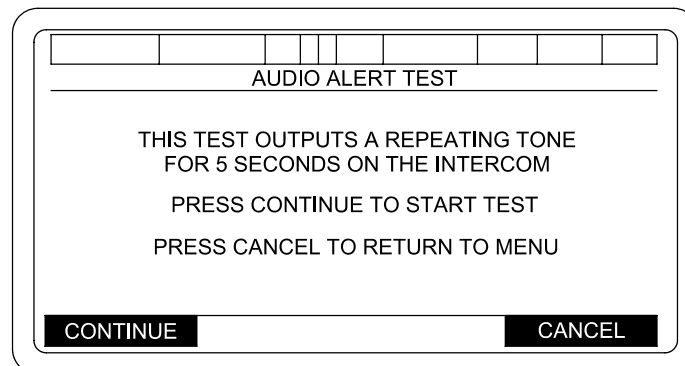 AUDIO ALERT TEST
THIS TEST OUTPUTS A REPEATING TONE
FOR 5 SECONDS ON THE INTERCOM
PRESS CONTINUE TO START TEST
PRESS CANCEL TO RETURN TO MENU
CONTINUE
CANCEL